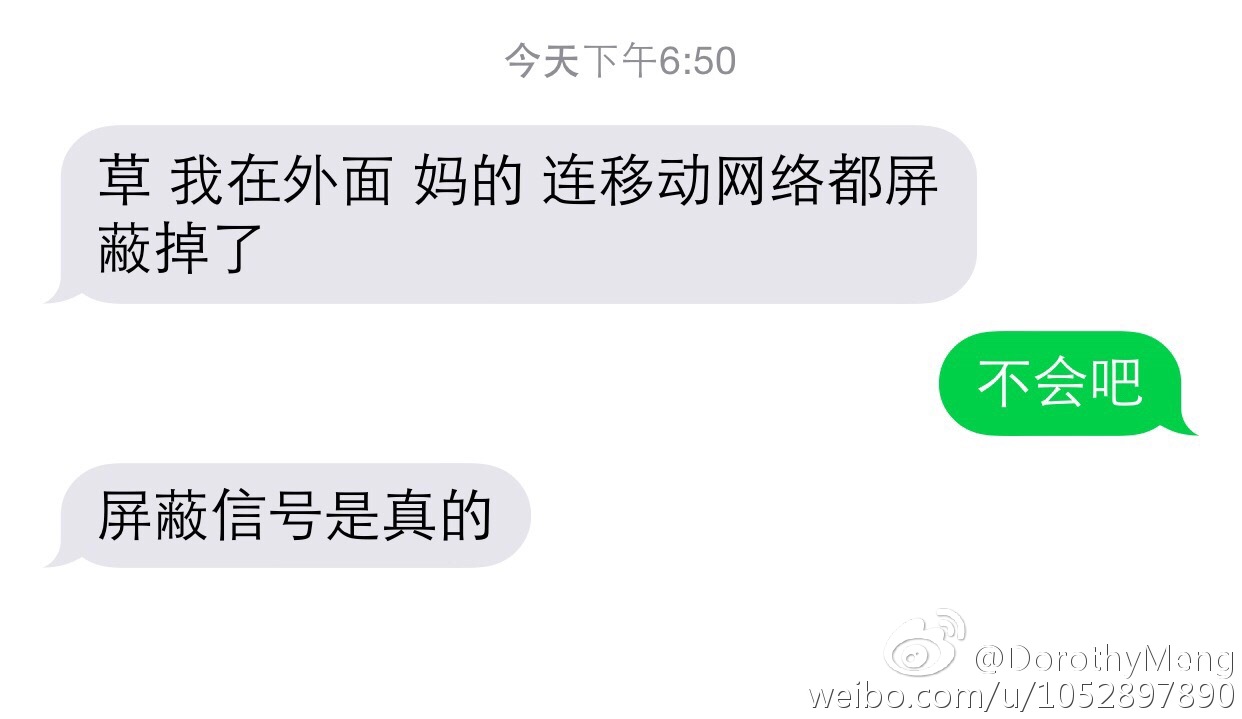 今天下午6:50
草 我在外面 妈的 连移动网络都屏
蔽掉了
不会吧
屏蔽信号是真的
@DorothyMeng
weibo.com/u/1052897890